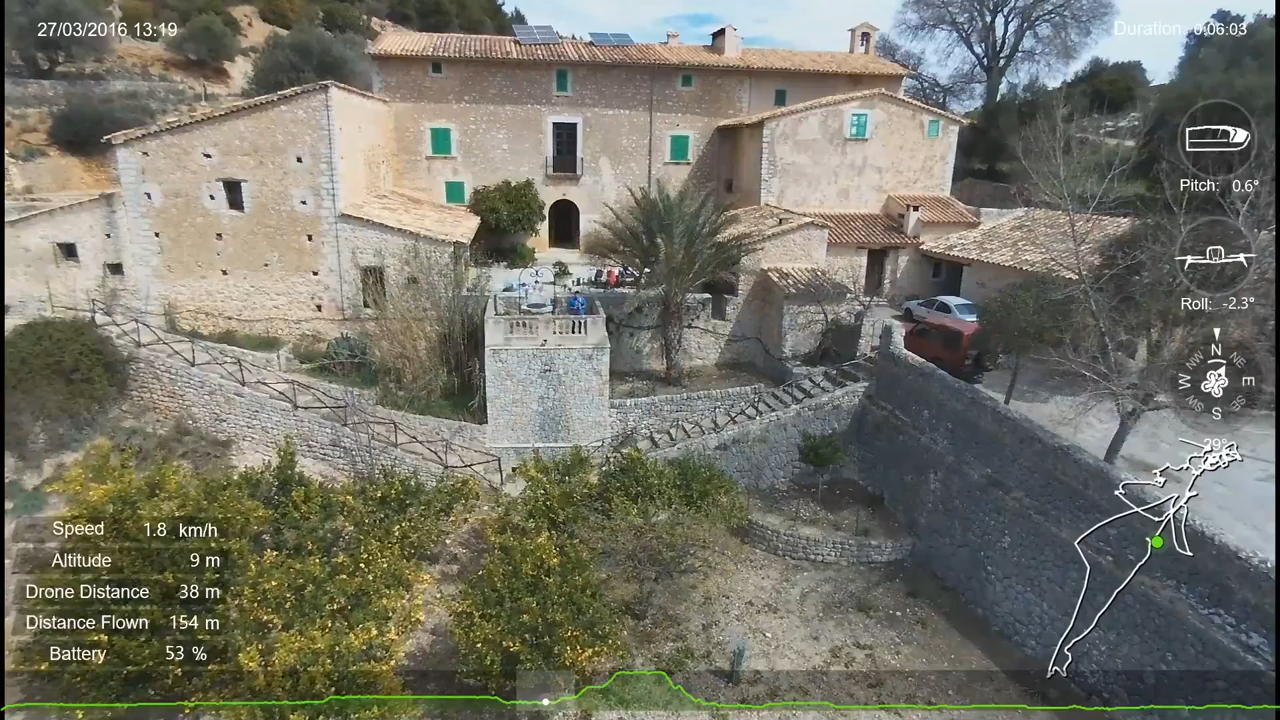 27/03/2016 13:19
Duration: 0:06:03
Pitch: 0.6°
Roll: -2.3°
N
NW NE
W E
SW SE
S
29°
Speed 1.8 km/h
Altitude 9 m
Drone Distance 38 m
Distance Flown 154 m
Battery 53 %